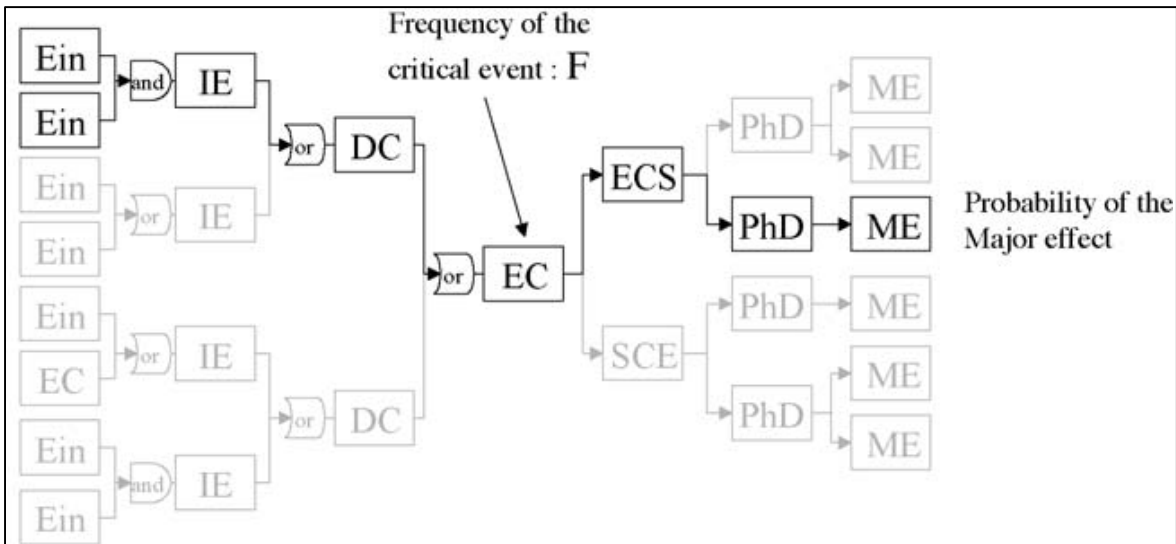 Frequency of the
critical event : F
Ein
and
IE
Ein
or
DC
Ein
or
IE
Ein
or
EC
Ein
or
IE
EC
or
DC
Ein
and
IE
Ein
ECS
PhD
ME
ME
PhD
ME
Probability of the
Major effect
SCE
PhD
ME
PhD
ME
ME